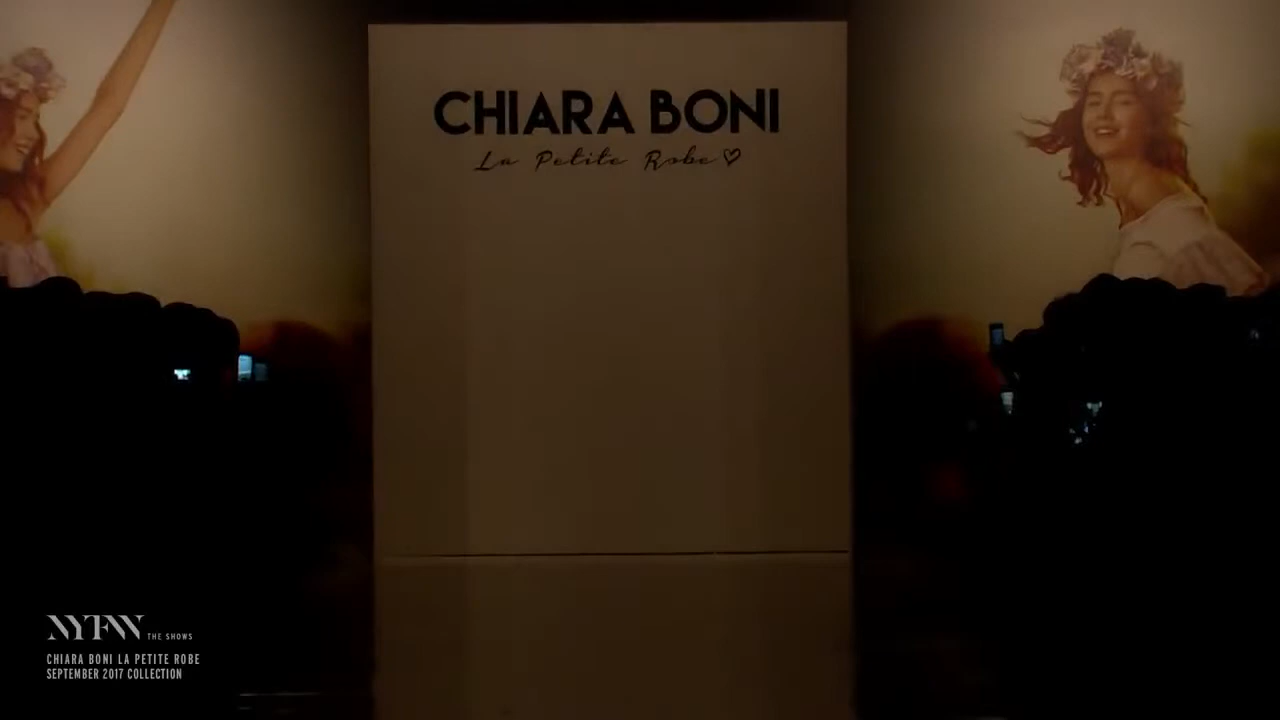 CHIARA BONI
La Petite Robe
NYFW THE SHOWS
CHIARA BONI LA PETITE ROBE
SEPTEMBER 2017 COLLECTION